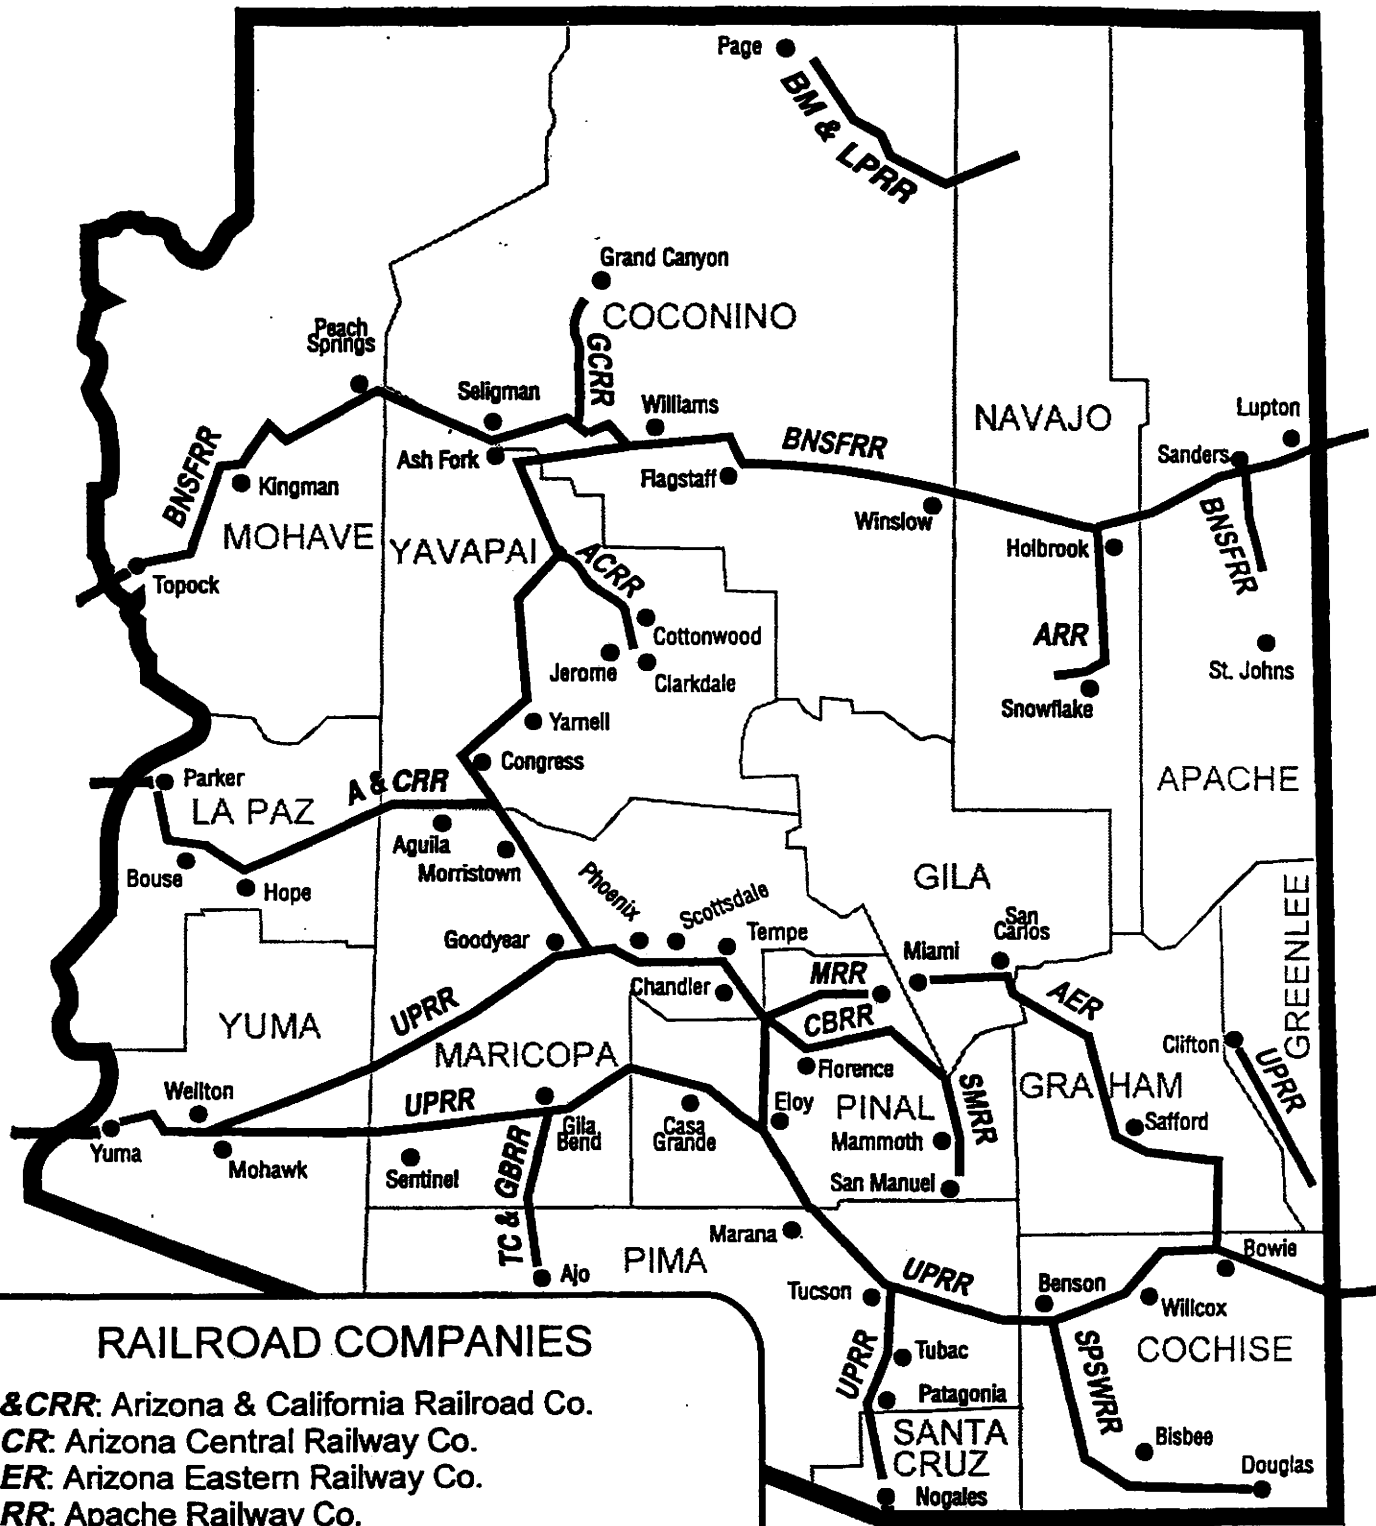 Page
BM & LPRR
Grand Canyon
COCONINO
Peach
Springs
GCRR
Seligman
Williams
NAVAJO
Lupton
BNSFRR
Ash Fork
BNSFRR
Sanders
Kingman
Flagstaff
BNSFRR
MOHAVE
YAVAPAI
Winslow
Holbrook
Topock
ACRR
Cottonwood
ARR
Jerome
Clarkdale
St. Johns
Snowflake
Yarnell
Congress
Parker
A & CRR
APACHE
LA PAZ
Aguila
Morristown
Bouse
Hope
Phoenix
Scottsdale
GILA
GREENLEE
Goodyear
Tempe
San
Carlos
Miami
Chandler
MRR
AER
UPRR
CBRR
YUMA
MARICOPA
Clifton
Florence
SMRR
GRAHAM
UPRR
Wellton
UPRR
Eloy
PINAL
Gila
Bend
Casa
Grande
Mammoth
Safford
Yuma
Mohawk
Sentinel
TC & GBRR
San Manuel
Marana
PIMA
Ajo
Bowie
UPRR
Tucson
Benson
Willcox
COCHISE
UPRR
Tubac
SPSWRR
Patagonia
SANTA
CRUZ
Bisbee
Douglas
Nogales
RAILROAD COMPANIES
&CRR: Arizona & California Railroad Co.
CR: Arizona Central Railway Co.
ER: Arizona Eastern Railway Co.
RR: Apache Railway Co.